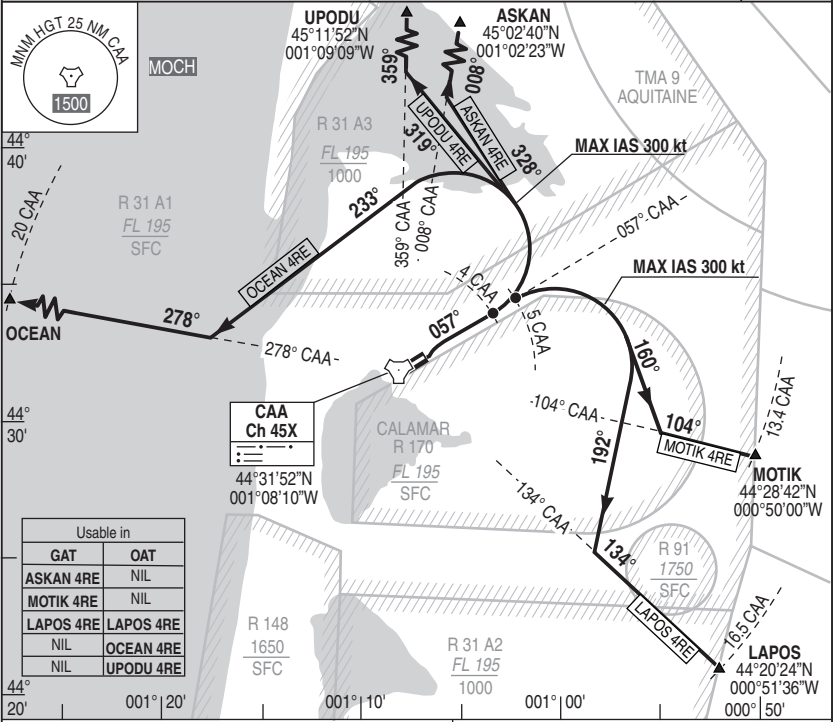 MNM HGT 25 NM CAA
1500
MOCH
UPODU
45°11'52"N
001°09'09"W
ASKAN
45°02'40"N
001°02'23"W
TMA 9
AQUITAINE
359°
008°
UPODU 4RE
319°
ASKAN 4RE
328°
R 31 A3
FL 195
1000
MAX IAS 300 kt
44°
40'
20 CAA
R 31 A1
FL 195
SFC
233°
359° CAA
008° CAA
057° CAA
OCEAN 4RE
4 CAA
MAX IAS 300 kt
OCEAN
278°
057°
5 CAA
278° CAA
160°
13.4 CAA
CAA
Ch 45X
44°31'52"N
001°08'10"W
104° CAA
104°
MOTIK 4RE
44°
30'
CALAMAR
R 170
FL 195
SFC
192°
MOTIK
44°28'42"N
000°50'00"W
134° CAA
Usable in
GAT OAT
ASKAN 4RE NIL
MOTIK 4RE NIL
LAPOS 4RE LAPOS 4RE
NIL OCEAN 4RE
NIL UPODU 4RE
134°
R 91
1750
SFC
LAPOS 4RE
16.5 CAA
R 148
1650
SFC
R 31 A2
FL 195
1000
LAPOS
44°20'24"N
000°51'36"W
44°
20'
001° 20'
001° 10'
001° 00'
000° 50'